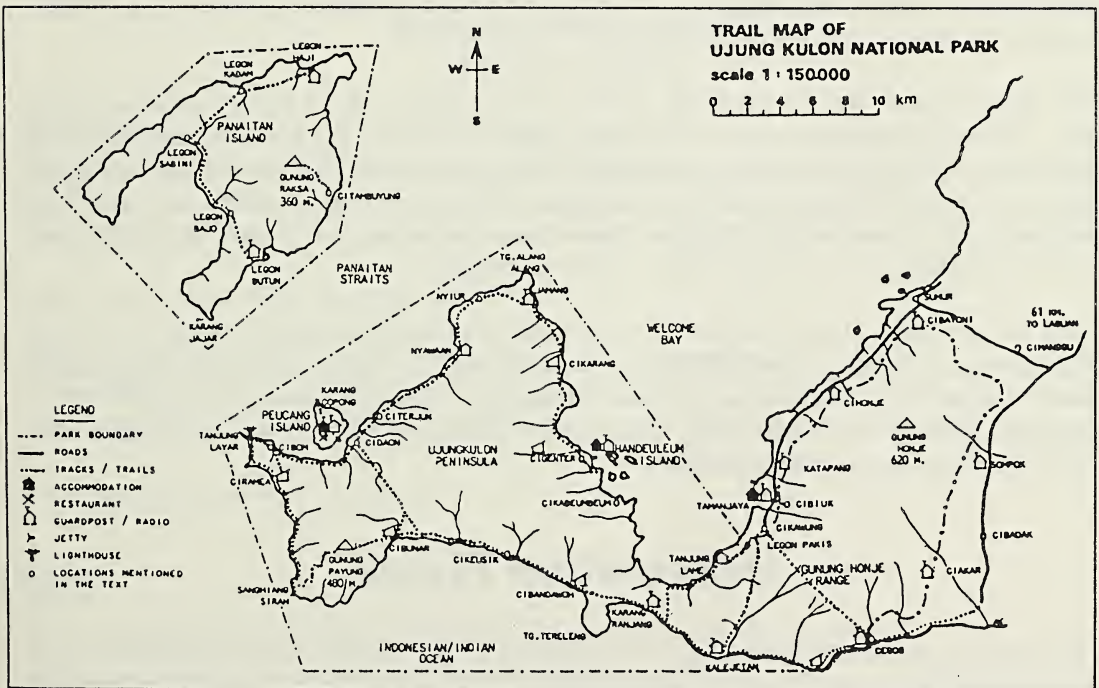 TRAIL MAP OF
UJUNG KULON NATIONAL PARK
scale 1 : 150.000
0 2 4 6 8 10 km
N
W E
S
LEGON
HAJI
LEGON
KADAM
PANAITAN
ISLAND
LEGON
SABINI
GUNUNG
RAKSA
360 M.
CITAMBUYUNG
LEGON
BAJO
LEGON
BUTUN
KARANG
JAJAR
PANAITAN
STRAITS
TG. ALANG
ALANG
NYIUR
JAMANG
NYAWAAN
CIKARANG
WELCOME
BAY
SUMUR
CIBAYONI
61 KM.
TO LABUAN
CIMANGGU
CIHONJE
GUNUNG
HONJE
620 M.
KATAPANG
SOMPOK
KARANG
COPONG
PEUCANG
ISLAND
CITERJUN
CIDAON
TANJUNG
LAYAR
CIBOM
CIRAMEA
UJUNGKULON
PENINSULA
CIGENTER
HANDEULEUM
ISLAND
CIKABEUMBEUM
TAMANJAYA
CIBIUK
CIKAWUNG
LEGON PAKIS
CIBADAK
TANJUNG
LAME
GUNUNG HONJE
RANGE
CIAKAR
CIBUNAR
CIKEUSIK
GUNUNG
PAYUNG
480 M
SANGHIANG
SIRAH
CIBANDAWOH
KARANG
RANJANG
TG. TERELENG
KALEJETAN
CEGOG
INDONESIAN/INDIAN
OCEAN
LEGEND
PARK BOUNDARY
ROADS
TRACKS / TRAILS
ACCOMMODATION
RESTAURANT
GUARDPOST / RADIO
JETTY
LIGHTHOUSE
LOCATIONS MENTIONED
IN THE TEXT